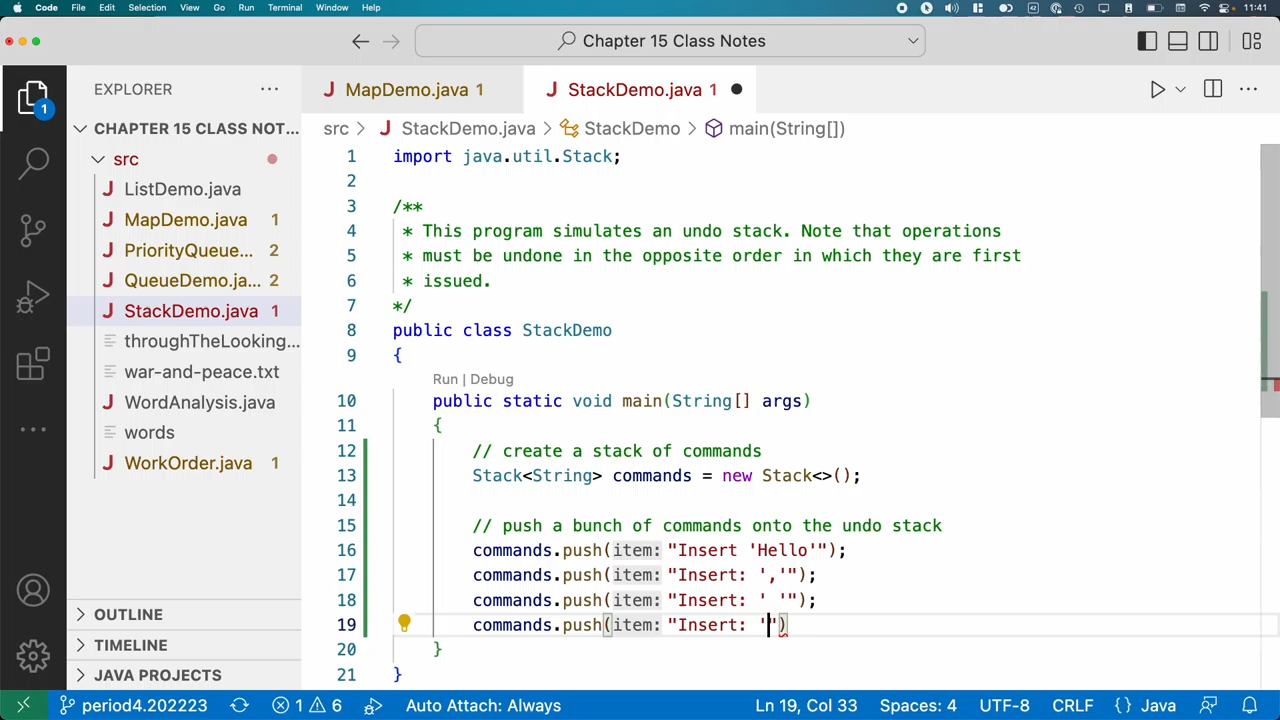 Code File Edit Selection View Go Run Terminal Window Help 11:41
Chapter 15 Class Notes
EXPLORER
MapDemo.java 1
StackDemo.java 1
CHAPTER 15 CLASS NOT...
src
ListDemo.java
MapDemo.java 1
PriorityQueue... 2
QueueDemo.ja... 2
StackDemo.java 1
throughTheLooking...
war-and-peace.txt
WordAnalysis.java
words
WorkOrder.java 1
OUTLINE
TIMELINE
JAVA PROJECTS
1
src > StackDemo.java > StackDemo > main(String[])
1 import java.util.Stack;
2
3 /**
4 * This program simulates an undo stack. Note that operations
5 * must be undone in the opposite order in which they are first
6 * issued.
7 */
8 public class StackDemo
9 {
Run | Debug
10 public static void main(String[] args)
11 {
12 // create a stack of commands
13 Stack<String> commands = new Stack<>();
14
15 // push a bunch of commands onto the undo stack
16 commands.push(item:"Insert 'Hello'");
17 commands.push(item:"Insert: ','");
18 commands.push(item:"Insert: ' '");
19 commands.push(item:"Insert: '")
20 }
21 }
period4.202223 1 6 Auto Attach: Always Ln 19, Col 33 Spaces: 4 UTF-8 CRLF {} Java